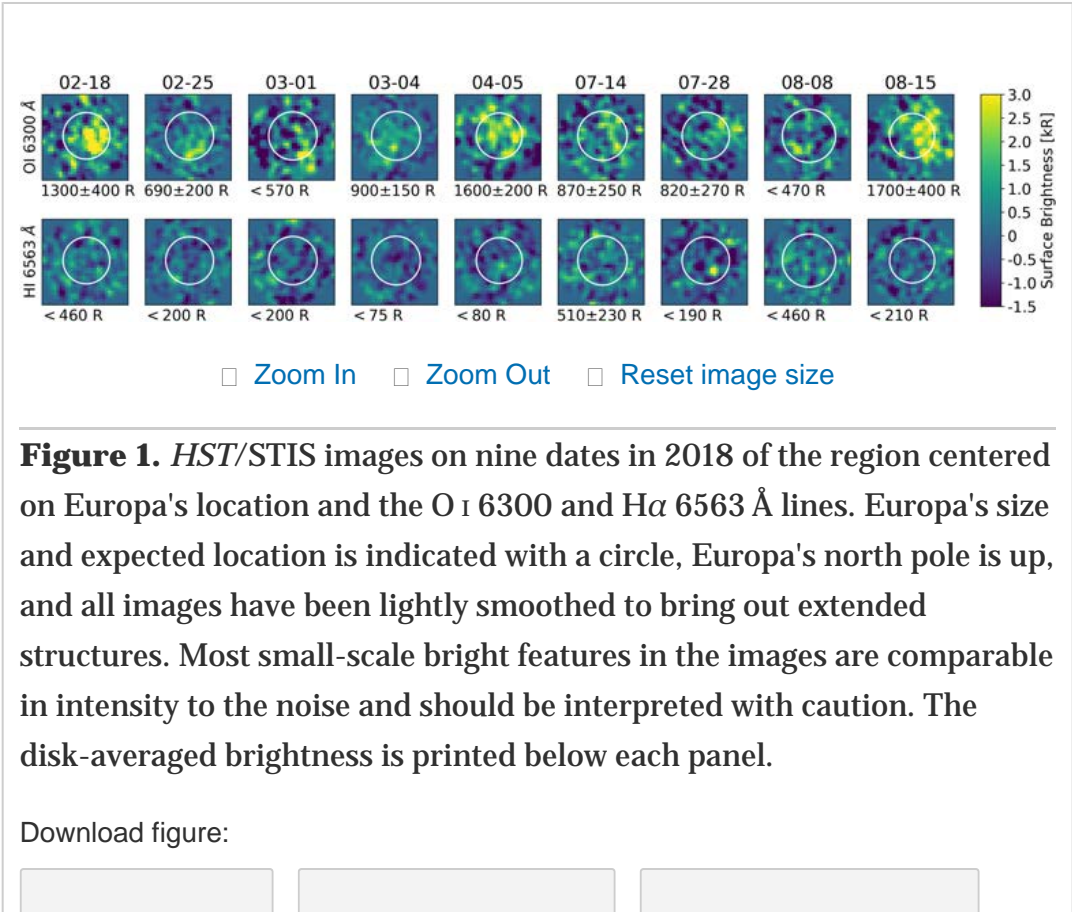 02-18 02-25 03-01 03-04 04-05 07-14 07-28 08-08 08-15
OI 6300 Å
1300±400 R 690±200 R <570 R 900±150 R 1600±200 R 870±250 R 820±270 R <470 R 1700±400 R
HI 6563 Å
<460 R <200 R <200 R <75 R <80 R 510±230 R <190 R <460 R <210 R
3.0
2.5
2.0
1.5
1.0
0.5
0
-0.5
-1.0
-1.5
Surface Brightness [kR]
Zoom In Zoom Out Reset image size
Figure 1. HST/STIS images on nine dates in 2018 of the region centered
on Europa's location and the O I 6300 and Hα 6563 Å lines. Europa's size
and expected location is indicated with a circle, Europa's north pole is up,
and all images have been lightly smoothed to bring out extended
structures. Most small-scale bright features in the images are comparable
in intensity to the noise and should be interpreted with caution. The
disk-averaged brightness is printed below each panel.
Download figure: